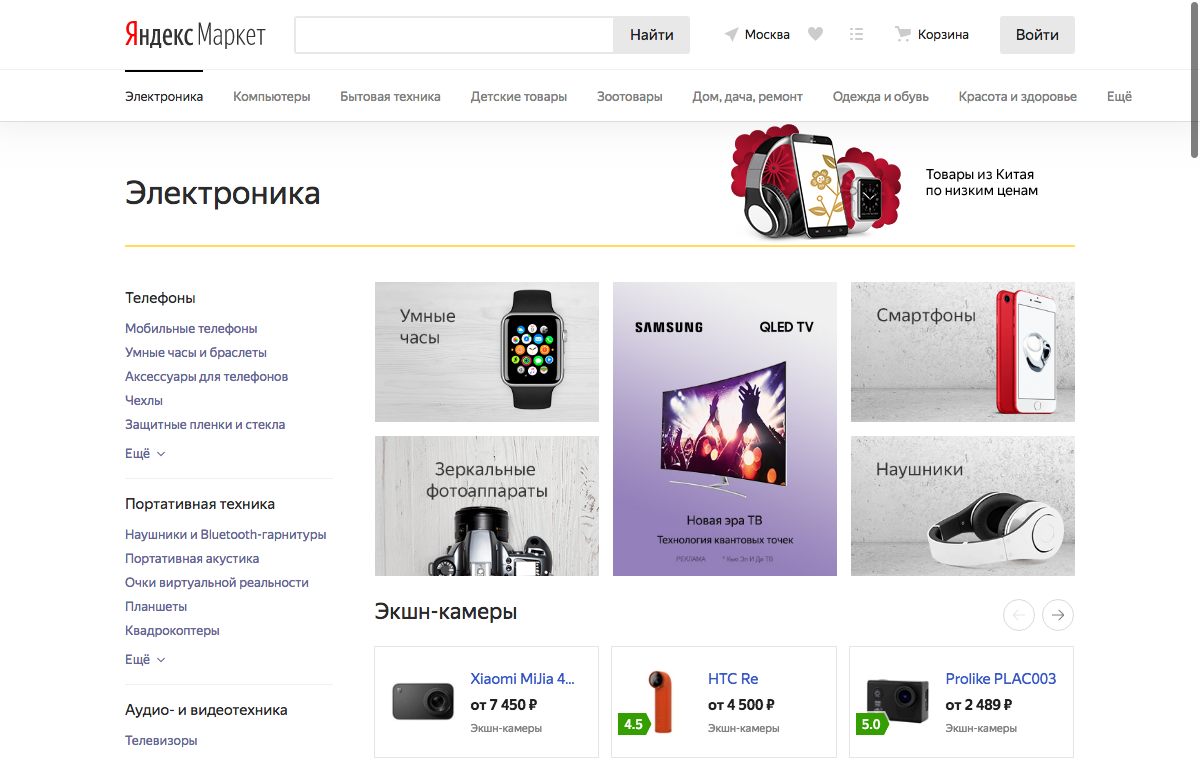 Яндекс Маркет
Найти
Москва
Корзина
Войти
Электроника
Компьютеры
Бытовая техника
Детские товары
Зоотовары
Дом, дача, ремонт
Одежда и обувь
Красота и здоровье
Ещё
Электроника
Товары из Китая
по низким ценам
Телефоны
Мобильные телефоны
Умные часы и браслеты
Аксессуары для телефонов
Чехлы
Защитные пленки и стекла
Ещё
Портативная техника
Наушники и Bluetooth-гарнитуры
Портативная акустика
Очки виртуальной реальности
Планшеты
Квадрокоптеры
Ещё
Аудио- и видеотехника
Телевизоры
Умные
часы
Зеркальные
фотоаппараты
SAMSUNG QLED TV
Новая эра ТВ
Технология квантовых точек
РЕКЛАМА * Кью Эл И Ди ТВ
Смартфоны
Наушники
Экшн-камеры
Xiaomi MiJia 4...
от 7 450 ₽
Экшн-камеры
4.5
HTC Re
от 4 500 ₽
Экшн-камеры
5.0
Prolike PLAC003
от 2 489 ₽
Экшн-камеры